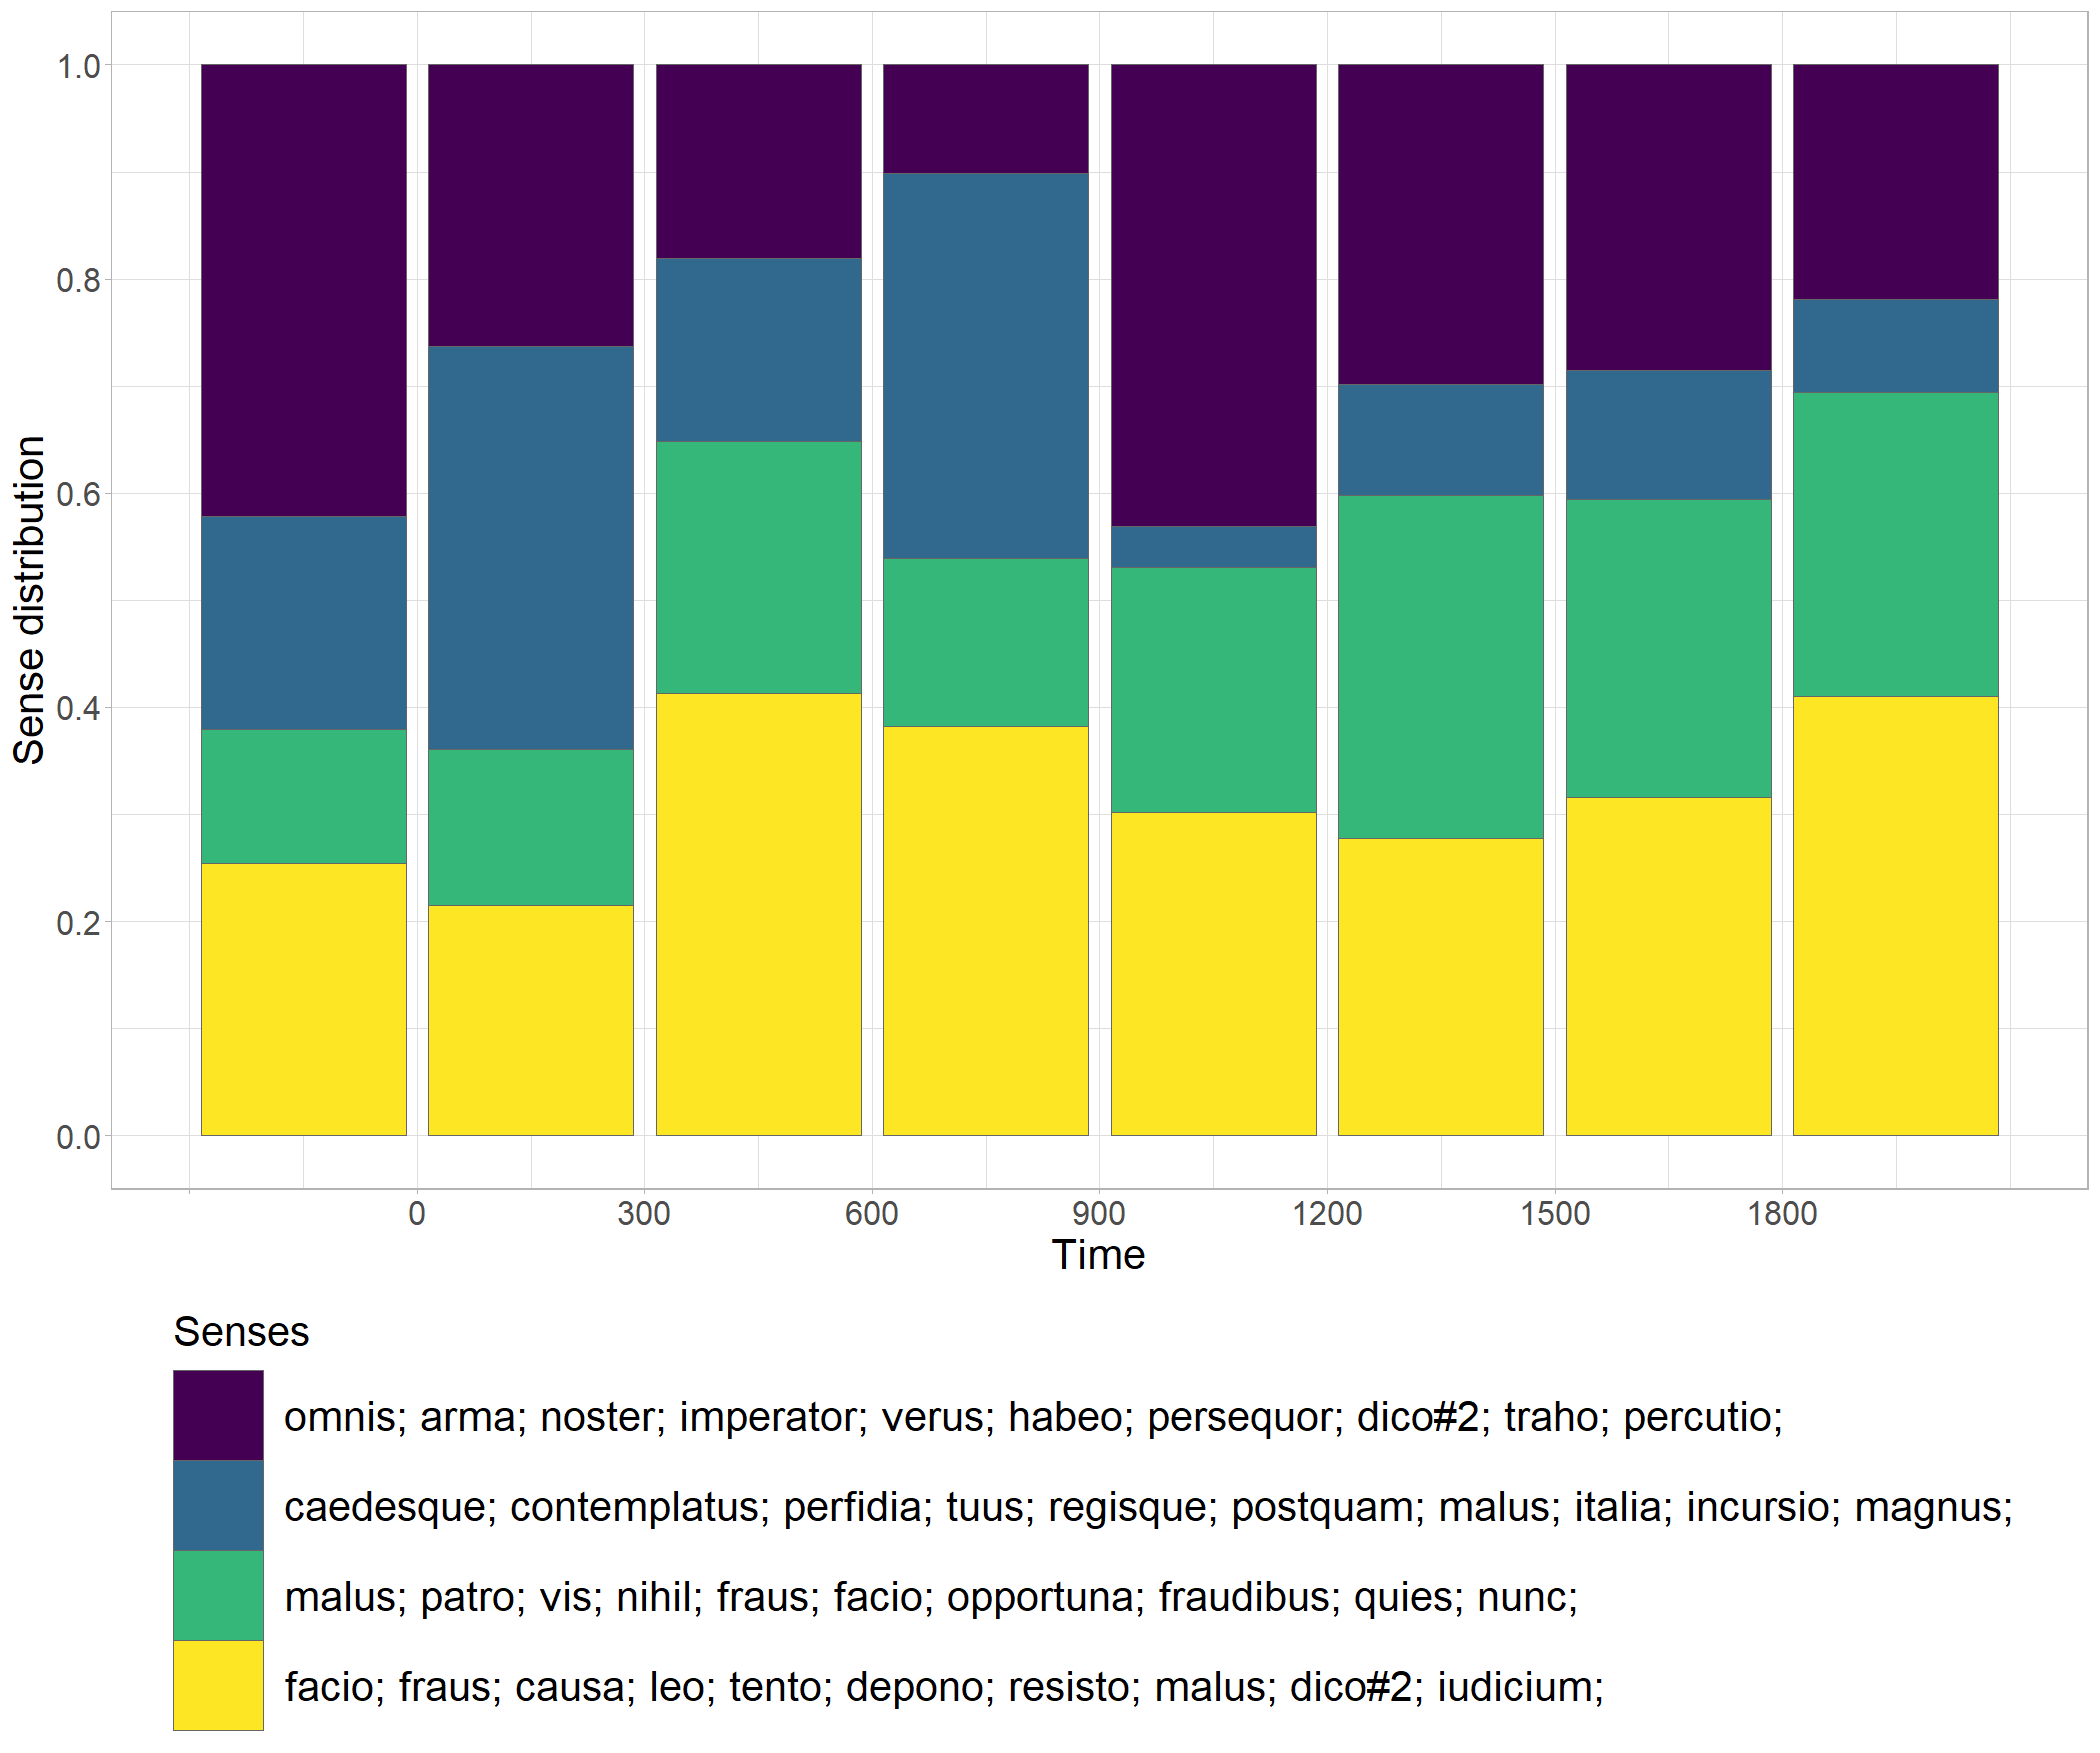 1.0
0.8
0.6
0.4
0.2
0.0
Sense distribution
0 300 600 900 1200 1500 1800
Time
Senses
omnis; arma; noster; imperator; verus; habeo; persequor; dico#2; traho; percutio;
caedesque; contemplatus; perfidia; tuus; regisque; postquam; malus; italia; incursio; magnus;
malus; patro; vis; nihil; fraus; facio; opportuna; fraudibus; quies; nunc;
facio; fraus; causa; leo; tento; depono; resisto; malus; dico#2; iudicium;